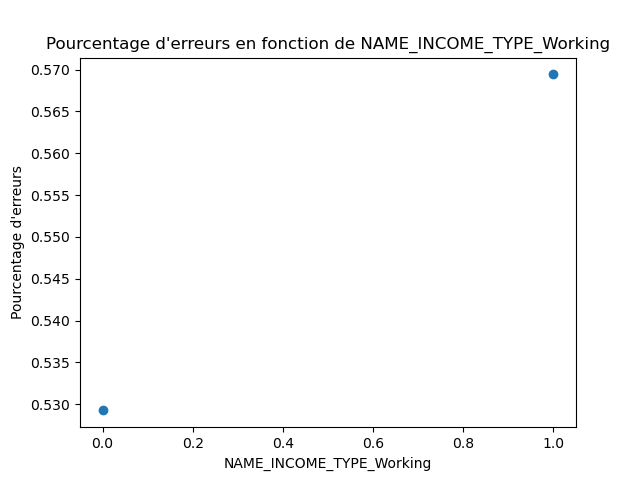 Pourcentage d'erreurs en fonction de NAME_INCOME_TYPE_Working
0.570
0.565
0.560
0.555
0.550
0.545
0.540
0.535
0.530
Pourcentage d'erreurs
0.0 0.2 0.4 0.6 0.8 1.0
NAME_INCOME_TYPE_Working